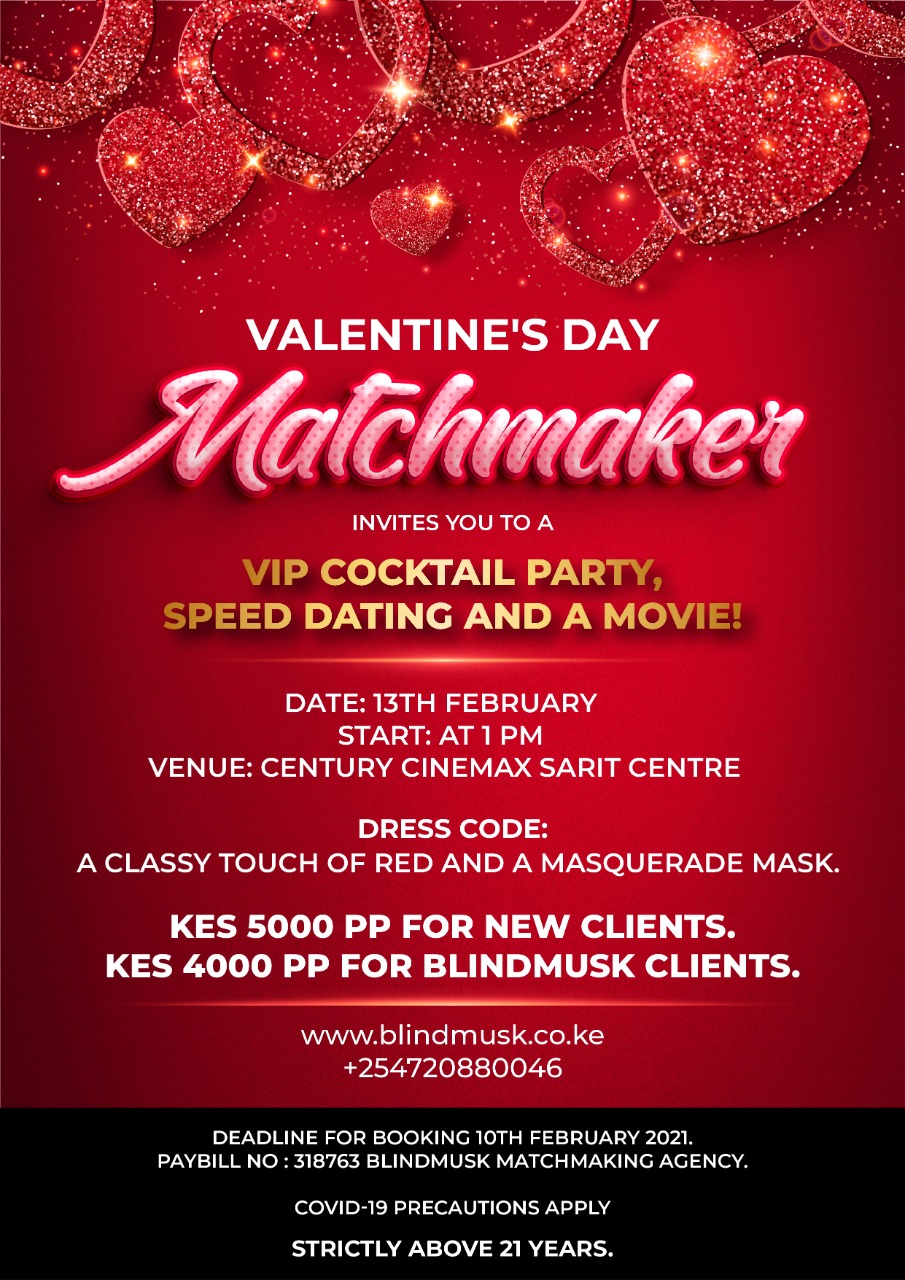 VALENTINE'S DAY
Matchmaker
INVITES YOU TO A
VIP COCKTAIL PARTY,
SPEED DATING AND A MOVIE!
DATE: 13TH FEBRUARY
START: AT 1 PM
VENUE: CENTURY CINEMAX SARIT CENTRE
DRESS CODE:
A CLASSY TOUCH OF RED AND A MASQUERADE MASK.
KES 5000 PP FOR NEW CLIENTS.
KES 4000 PP FOR BLINDMUSK CLIENTS.
www.blindmusk.co.ke
+254720880046
DEADLINE FOR BOOKING 10TH FEBRUARY 2021.
PAYBILL NO : 318763 BLINDMUSK MATCHMAKING AGENCY.
COVID-19 PRECAUTIONS APPLY
STRICTLY ABOVE 21 YEARS.